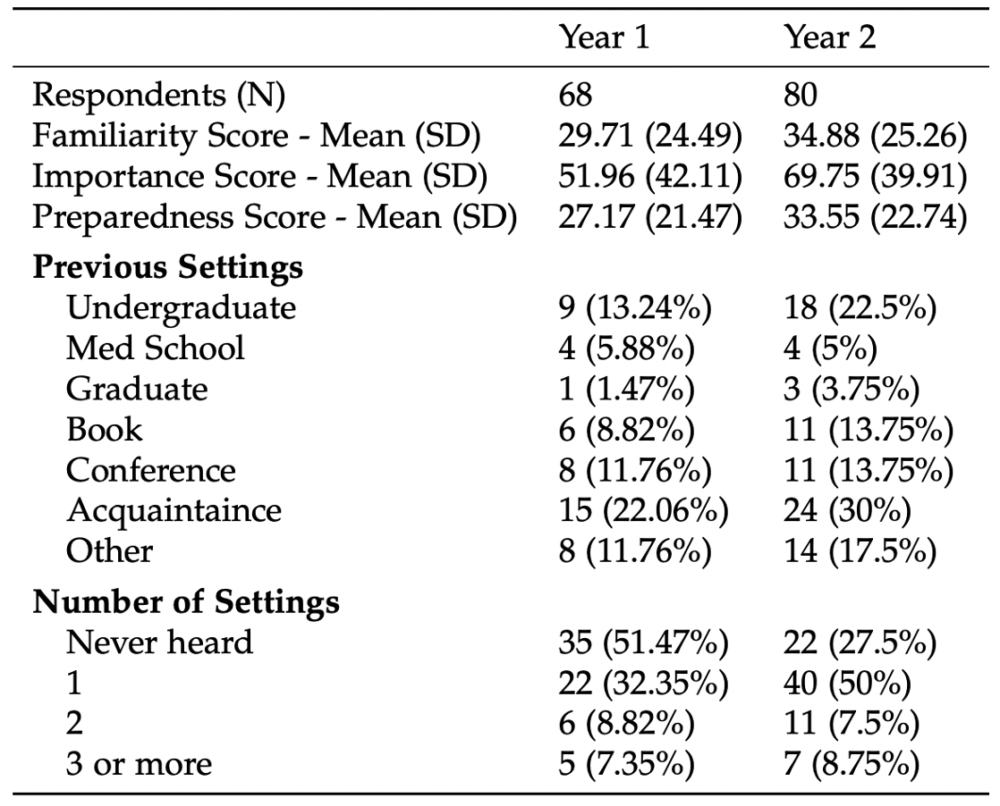 Year 1 Year 2
Respondents (N) 68 80
Familiarity Score - Mean (SD) 29.71 (24.49) 34.88 (25.26)
Importance Score - Mean (SD) 51.96 (42.11) 69.75 (39.91)
Preparedness Score - Mean (SD) 27.17 (21.47) 33.55 (22.74)
Previous Settings
Undergraduate 9 (13.24%) 18 (22.5%)
Med School 4 (5.88%) 4 (5%)
Graduate 1 (1.47%) 3 (3.75%)
Book 6 (8.82%) 11 (13.75%)
Conference 8 (11.76%) 11 (13.75%)
Acquaintaince 15 (22.06%) 24 (30%)
Other 8 (11.76%) 14 (17.5%)
Number of Settings
Never heard 35 (51.47%) 22 (27.5%)
1 22 (32.35%) 40 (50%)
2 6 (8.82%) 11 (7.5%)
3 or more 5 (7.35%) 7 (8.75%)